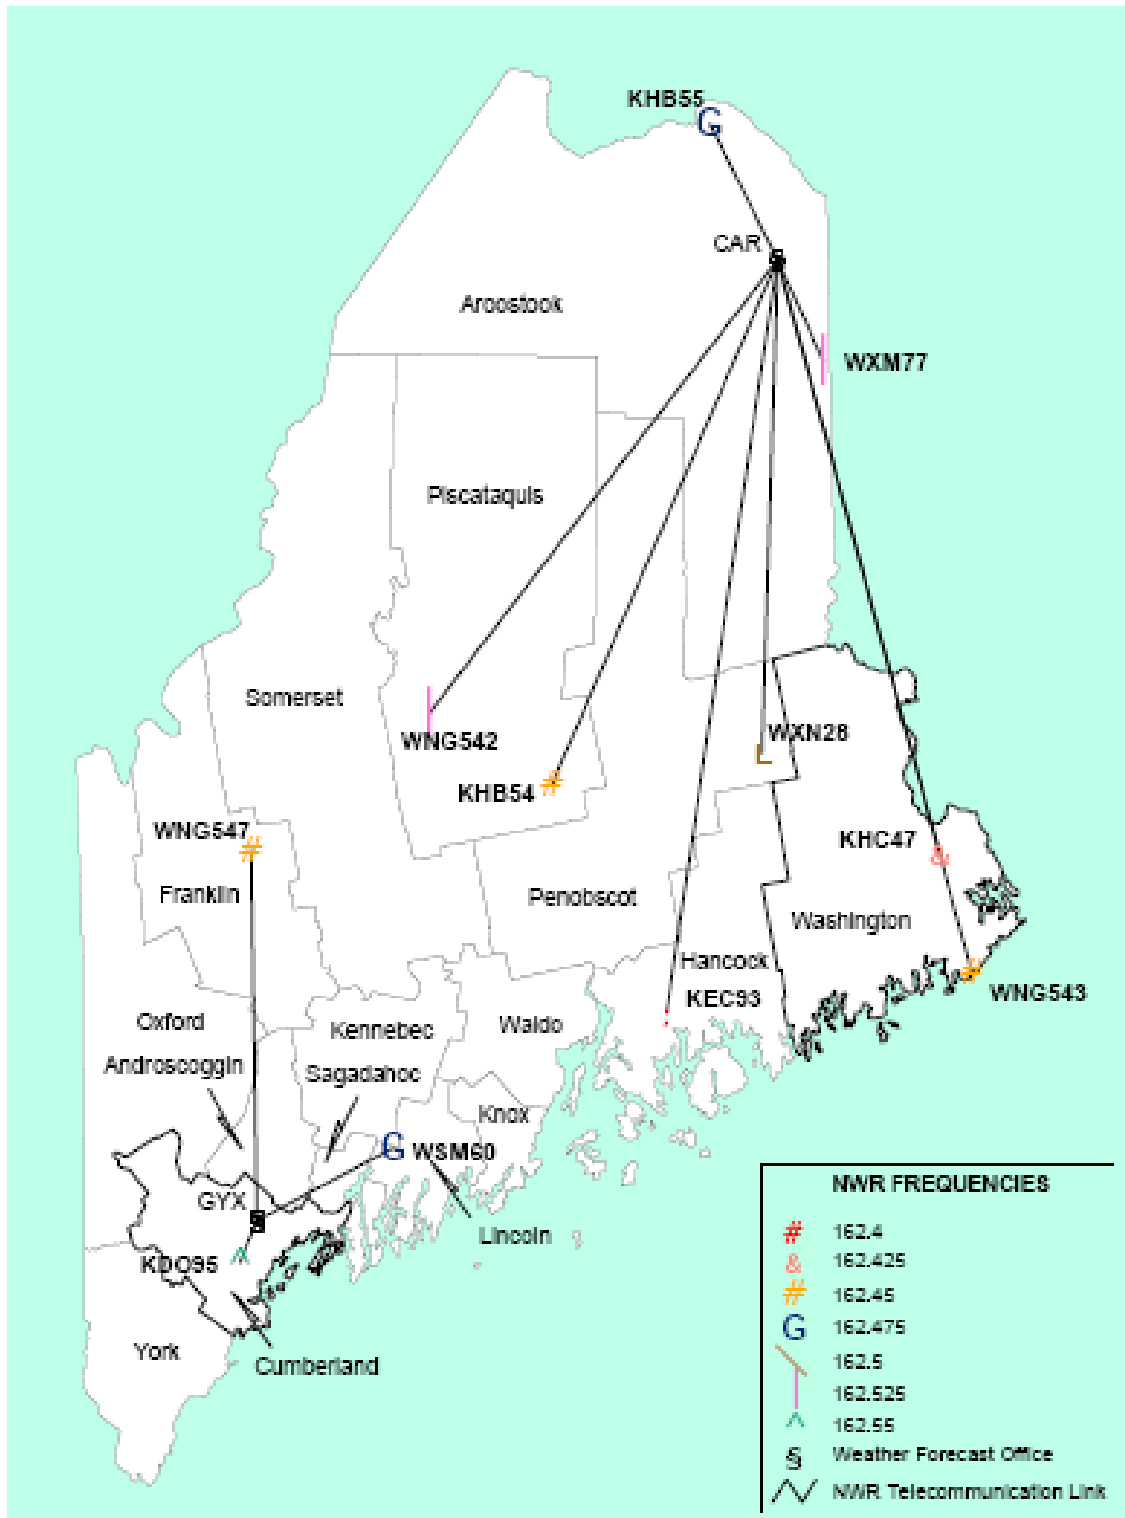 KHB55
G
CAR
Aroostook
WXM77
Piscataquis
Somerset
WNG542
WXN28
L
KHB54
#
WNG547
#
KHC47
&
Franklin
Penobscot
Washington
Hancock
KEC93
#
WNG543
Oxford
Kennebec
Waldo
Androscoggin
Sagadahoc
Knox
G
WSM60
GYX
§
Lincoln
KDO95
^
York
Cumberland
NWR FREQUENCIES
# 162.4
& 162.425
# 162.45
G 162.475
162.5
162.525
^ 162.55
§ Weather Forecast Office
NWR Telecommunication Link